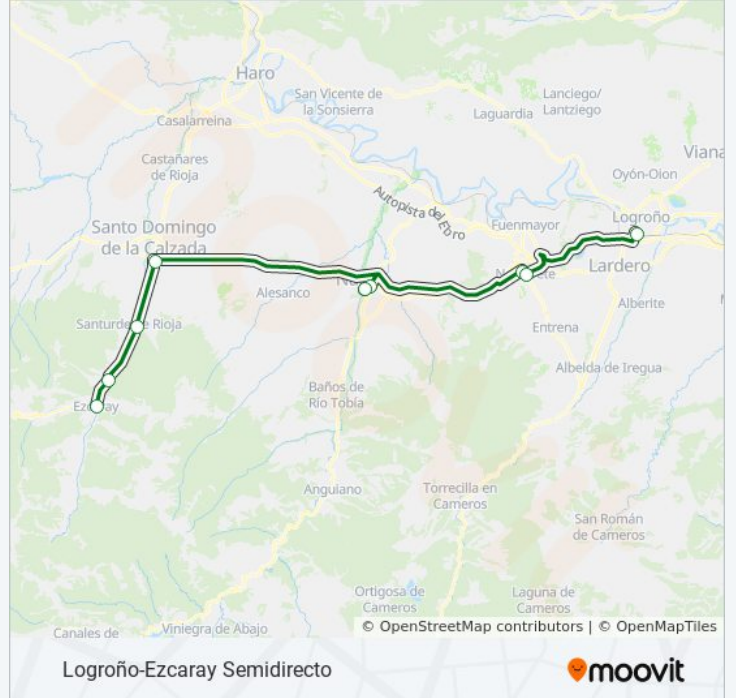 Haro
San Vicente de
la Sonsierra
Lanciego/
Lantziego
Laguardia
Casalarreina
Viana
Castañares
de Rioja
Oyón-Oion
Autopista del Ebro
Santo Domingo
de la Calzada
Fuenmayor
Logroño
Lardero
Alesanco
Alberite
Santurde de Rioja
Entrena
Albelda de Iregua
Baños de
Río Tobía
Ezcaray
Anguiano
Torrecilla en
Cameros
San Román
de Cameros
Ortigosa de
Cameros
Laguna de
Cameros
Canales de
Viniegra de Abajo
© OpenStreetMap contributors | © OpenMapTiles
Logroño-Ezcaray Semidirecto
moovit